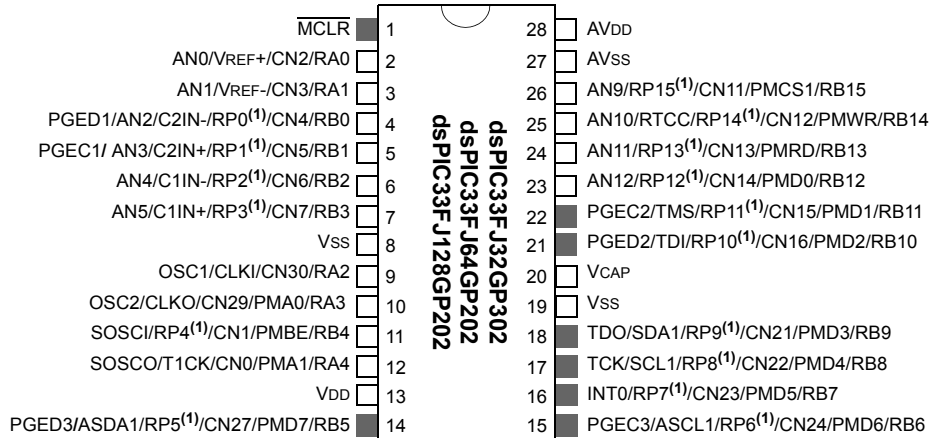 MCLR 1 28 AVDD
AN0/VREF+/CN2/RA0 2 27 AVSS
AN1/VREF-/CN3/RA1 3 26 AN9/RP15(1)/CN11/PMCS1/RB15
PGED1/AN2/C2IN-/RP0(1)/CN4/RB0 4 25 AN10/RTCC/RP14(1)/CN12/PMWR/RB14
PGEC1/ AN3/C2IN+/RP1(1)/CN5/RB1 5 24 AN11/RP13(1)/CN13/PMRD/RB13
AN4/C1IN-/RP2(1)/CN6/RB2 6 23 AN12/RP12(1)/CN14/PMD0/RB12
AN5/C1IN+/RP3(1)/CN7/RB3 7 22 PGEC2/TMS/RP11(1)/CN15/PMD1/RB11
VSS 8 21 PGED2/TDI/RP10(1)/CN16/PMD2/RB10
OSC1/CLKI/CN30/RA2 9 20 VCAP
OSC2/CLKO/CN29/PMA0/RA3 10 19 VSS
SOSCI/RP4(1)/CN1/PMBE/RB4 11 18 TDO/SDA1/RP9(1)/CN21/PMD3/RB9
SOSCO/T1CK/CN0/PMA1/RA4 12 17 TCK/SCL1/RP8(1)/CN22/PMD4/RB8
VDD 13 16 INT0/RP7(1)/CN23/PMD5/RB7
PGED3/ASDA1/RP5(1)/CN27/PMD7/RB5 14 15 PGEC3/ASCL1/RP6(1)/CN24/PMD6/RB6
dsPIC33FJ32GP302
dsPIC33FJ64GP202
dsPIC33FJ128GP202